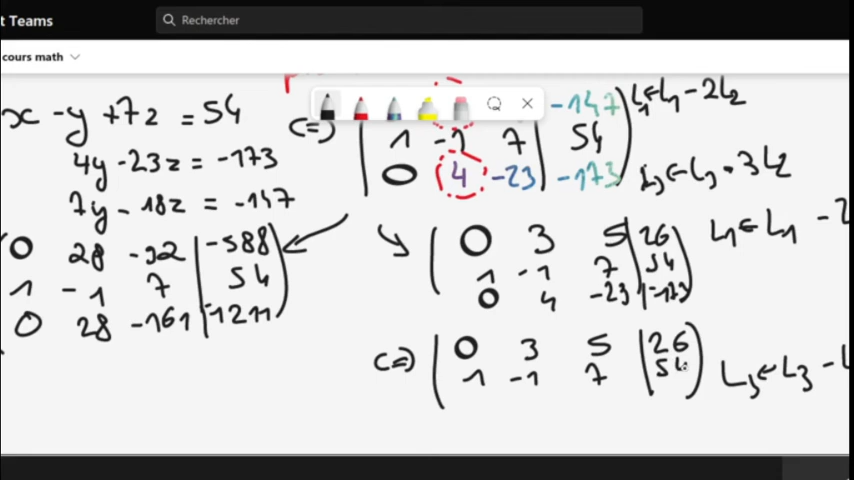 t Teams
Rechercher
cours math
x - y + 7z = 54
4y - 23z = -173
7y - 18z = -147
0 28 -92 | -588
1 -1 7 | 54
0 28 -161 | -1211
<=> -147 L1 ← L1 - 2L2
1 -1 7 | 54
0 4 -23 | -173 L3 ← L3 - 3L2
0 3 5 | 26 L1 ← L1 - 2
1 -1 7 | 54
0 4 -23 | -173
<=> 0 3 5 | 26
1 -1 7 | 54 L3 ← L3 - L